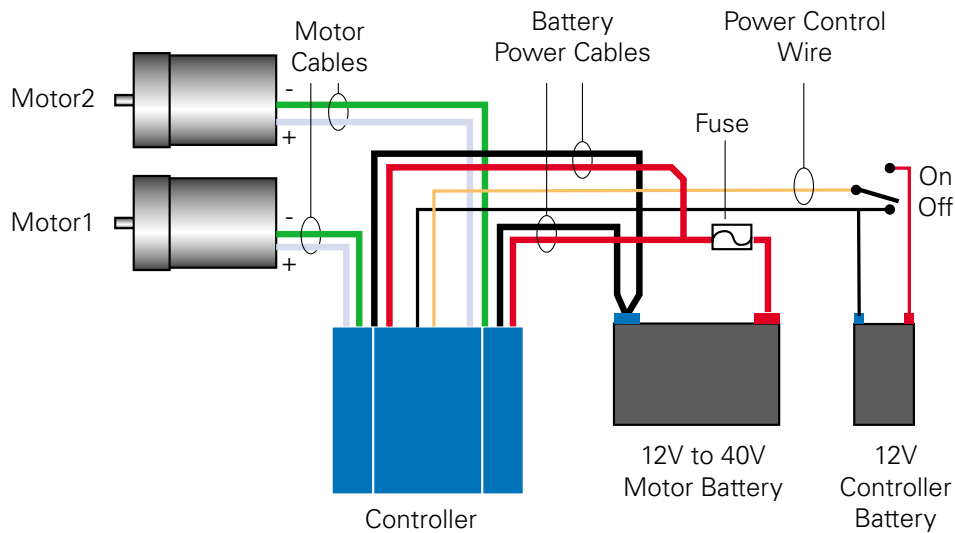 Motor
Cables
Battery
Power Cables
Power Control
Wire
Motor2
-
+
Fuse
On
Off
Motor1
-
+
12V to 40V
Motor Battery
12V
Controller
Battery
Controller